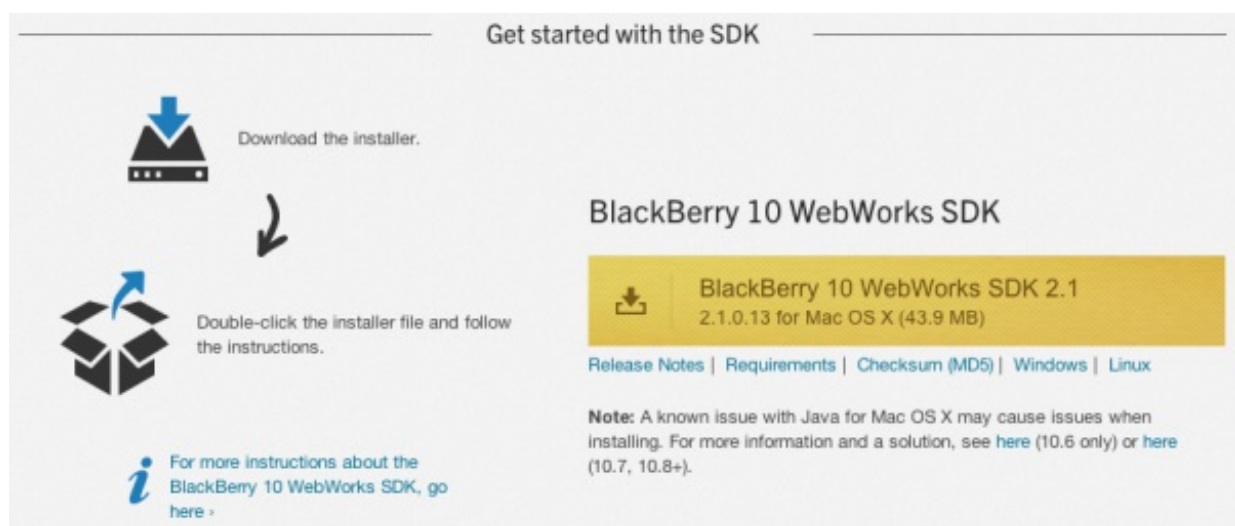 Get started with the SDK
Download the installer.
Double-click the installer file and follow
the instructions.
For more instructions about the
BlackBerry 10 WebWorks SDK, go
here ›
BlackBerry 10 WebWorks SDK
BlackBerry 10 WebWorks SDK 2.1
2.1.0.13 for Mac OS X (43.9 MB)
Release Notes | Requirements | Checksum (MD5) | Windows | Linux
Note: A known issue with Java for Mac OS X may cause issues when
installing. For more information and a solution, see here (10.6 only) or here
(10.7, 10.8+).